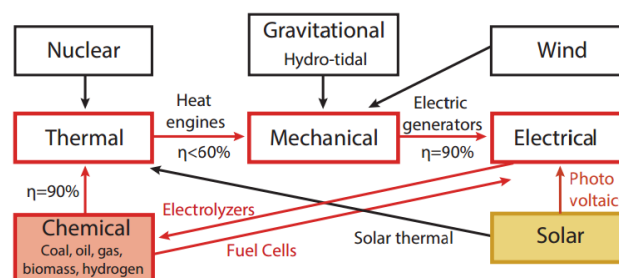 Nuclear
Gravitational
Hydro-tidal
Wind
Thermal
Heat
engines
η<60%
Mechanical
Electric
generators
η=90%
Electrical
η=90%
Electrolyzers
Fuel Cells
Solar thermal
Photo
voltaic
Chemical
Coal, oil, gas,
biomass, hydrogen
Solar